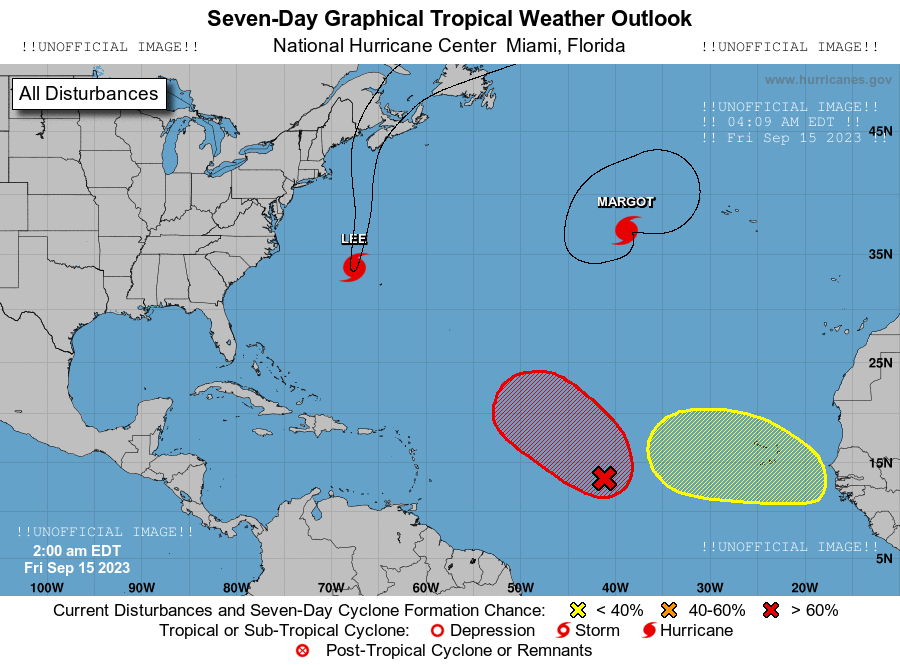 Seven-Day Graphical Tropical Weather Outlook
!!UNOFFICIAL IMAGE!! National Hurricane Center Miami, Florida !!UNOFFICIAL IMAGE!!
www.hurricanes.gov
All Disturbances
!!UNOFFICIAL IMAGE!!
!! 04:09 AM EDT !!
!! Fri Sep 15 2023 !!
45N
MARGOT
LEE
35N
25N
15N
!!UNOFFICIAL IMAGE!!
2:00 am EDT
Fri Sep 15 2023
!!UNOFFICIAL IMAGE!!
5N
100W 90W 80W 70W 60W 50W 40W 30W 20W
Current Disturbances and Seven-Day Cyclone Formation Chance: < 40% 40-60% > 60%
Tropical or Sub-Tropical Cyclone: Depression Storm Hurricane
Post-Tropical Cyclone or Remnants